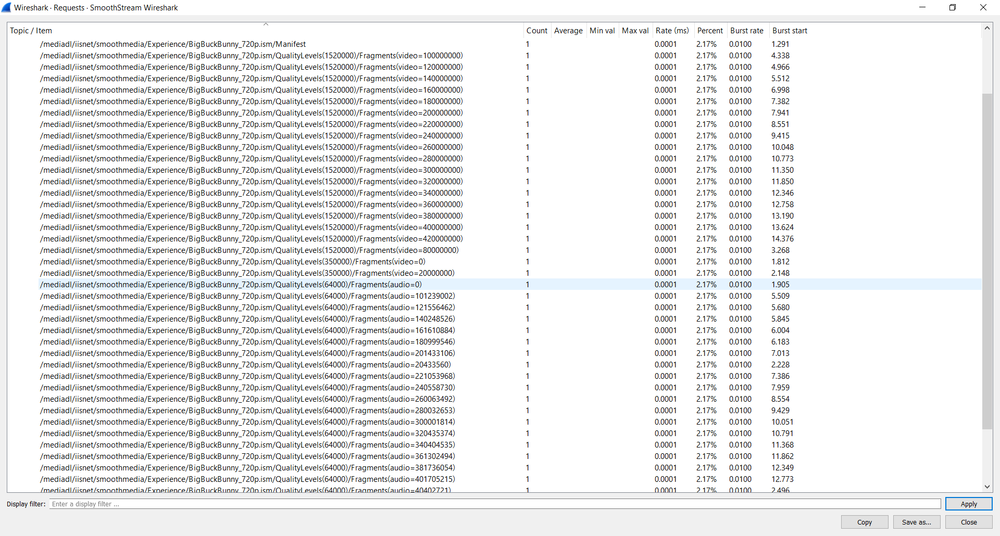 Wireshark · Requests · SmoothStream Wireshark
Topic / Item Count Average Min val Max val Rate (ms) Percent Burst rate Burst start
/mediadl/iisnet/smoothmedia/Experience/BigBuckBunny_720p.ism/Manifest 1 0.0001 2.17% 0.0100 1.291
/mediadl/iisnet/smoothmedia/Experience/BigBuckBunny_720p.ism/QualityLevels(1520000)/Fragments(video=100000000) 1 0.0001 2.17% 0.0100 4.338
/mediadl/iisnet/smoothmedia/Experience/BigBuckBunny_720p.ism/QualityLevels(1520000)/Fragments(video=120000000) 1 0.0001 2.17% 0.0100 4.966
/mediadl/iisnet/smoothmedia/Experience/BigBuckBunny_720p.ism/QualityLevels(1520000)/Fragments(video=140000000) 1 0.0001 2.17% 0.0100 5.512
/mediadl/iisnet/smoothmedia/Experience/BigBuckBunny_720p.ism/QualityLevels(1520000)/Fragments(video=160000000) 1 0.0001 2.17% 0.0100 6.998
/mediadl/iisnet/smoothmedia/Experience/BigBuckBunny_720p.ism/QualityLevels(1520000)/Fragments(video=180000000) 1 0.0001 2.17% 0.0100 7.382
/mediadl/iisnet/smoothmedia/Experience/BigBuckBunny_720p.ism/QualityLevels(1520000)/Fragments(video=200000000) 1 0.0001 2.17% 0.0100 7.941
/mediadl/iisnet/smoothmedia/Experience/BigBuckBunny_720p.ism/QualityLevels(1520000)/Fragments(video=220000000) 1 0.0001 2.17% 0.0100 8.551
/mediadl/iisnet/smoothmedia/Experience/BigBuckBunny_720p.ism/QualityLevels(1520000)/Fragments(video=240000000) 1 0.0001 2.17% 0.0100 9.415
/mediadl/iisnet/smoothmedia/Experience/BigBuckBunny_720p.ism/QualityLevels(1520000)/Fragments(video=260000000) 1 0.0001 2.17% 0.0100 10.048
/mediadl/iisnet/smoothmedia/Experience/BigBuckBunny_720p.ism/QualityLevels(1520000)/Fragments(video=280000000) 1 0.0001 2.17% 0.0100 10.773
/mediadl/iisnet/smoothmedia/Experience/BigBuckBunny_720p.ism/QualityLevels(1520000)/Fragments(video=300000000) 1 0.0001 2.17% 0.0100 11.350
/mediadl/iisnet/smoothmedia/Experience/BigBuckBunny_720p.ism/QualityLevels(1520000)/Fragments(video=320000000) 1 0.0001 2.17% 0.0100 11.850
/mediadl/iisnet/smoothmedia/Experience/BigBuckBunny_720p.ism/QualityLevels(1520000)/Fragments(video=340000000) 1 0.0001 2.17% 0.0100 12.346
/mediadl/iisnet/smoothmedia/Experience/BigBuckBunny_720p.ism/QualityLevels(1520000)/Fragments(video=360000000) 1 0.0001 2.17% 0.0100 12.758
/mediadl/iisnet/smoothmedia/Experience/BigBuckBunny_720p.ism/QualityLevels(1520000)/Fragments(video=380000000) 1 0.0001 2.17% 0.0100 13.190
/mediadl/iisnet/smoothmedia/Experience/BigBuckBunny_720p.ism/QualityLevels(1520000)/Fragments(video=400000000) 1 0.0001 2.17% 0.0100 13.624
/mediadl/iisnet/smoothmedia/Experience/BigBuckBunny_720p.ism/QualityLevels(1520000)/Fragments(video=420000000) 1 0.0001 2.17% 0.0100 14.376
/mediadl/iisnet/smoothmedia/Experience/BigBuckBunny_720p.ism/QualityLevels(1520000)/Fragments(video=80000000) 1 0.0001 2.17% 0.0100 3.268
/mediadl/iisnet/smoothmedia/Experience/BigBuckBunny_720p.ism/QualityLevels(350000)/Fragments(video=0) 1 0.0001 2.17% 0.0100 1.812
/mediadl/iisnet/smoothmedia/Experience/BigBuckBunny_720p.ism/QualityLevels(350000)/Fragments(video=20000000) 1 0.0001 2.17% 0.0100 2.148
/mediadl/iisnet/smoothmedia/Experience/BigBuckBunny_720p.ism/QualityLevels(64000)/Fragments(audio=0) 1 0.0001 2.17% 0.0100 1.905
/mediadl/iisnet/smoothmedia/Experience/BigBuckBunny_720p.ism/QualityLevels(64000)/Fragments(audio=101239002) 1 0.0001 2.17% 0.0100 5.509
/mediadl/iisnet/smoothmedia/Experience/BigBuckBunny_720p.ism/QualityLevels(64000)/Fragments(audio=121556462) 1 0.0001 2.17% 0.0100 5.680
/mediadl/iisnet/smoothmedia/Experience/BigBuckBunny_720p.ism/QualityLevels(64000)/Fragments(audio=140248526) 1 0.0001 2.17% 0.0100 5.845
/mediadl/iisnet/smoothmedia/Experience/BigBuckBunny_720p.ism/QualityLevels(64000)/Fragments(audio=161610884) 1 0.0001 2.17% 0.0100 6.004
/mediadl/iisnet/smoothmedia/Experience/BigBuckBunny_720p.ism/QualityLevels(64000)/Fragments(audio=180999546) 1 0.0001 2.17% 0.0100 6.183
/mediadl/iisnet/smoothmedia/Experience/BigBuckBunny_720p.ism/QualityLevels(64000)/Fragments(audio=201433106) 1 0.0001 2.17% 0.0100 7.013
/mediadl/iisnet/smoothmedia/Experience/BigBuckBunny_720p.ism/QualityLevels(64000)/Fragments(audio=20433560) 1 0.0001 2.17% 0.0100 2.228
/mediadl/iisnet/smoothmedia/Experience/BigBuckBunny_720p.ism/QualityLevels(64000)/Fragments(audio=221053968) 1 0.0001 2.17% 0.0100 7.386
/mediadl/iisnet/smoothmedia/Experience/BigBuckBunny_720p.ism/QualityLevels(64000)/Fragments(audio=240558730) 1 0.0001 2.17% 0.0100 7.959
/mediadl/iisnet/smoothmedia/Experience/BigBuckBunny_720p.ism/QualityLevels(64000)/Fragments(audio=260063492) 1 0.0001 2.17% 0.0100 8.554
/mediadl/iisnet/smoothmedia/Experience/BigBuckBunny_720p.ism/QualityLevels(64000)/Fragments(audio=280032653) 1 0.0001 2.17% 0.0100 9.429
/mediadl/iisnet/smoothmedia/Experience/BigBuckBunny_720p.ism/QualityLevels(64000)/Fragments(audio=300001814) 1 0.0001 2.17% 0.0100 10.051
/mediadl/iisnet/smoothmedia/Experience/BigBuckBunny_720p.ism/QualityLevels(64000)/Fragments(audio=320435374) 1 0.0001 2.17% 0.0100 10.791
/mediadl/iisnet/smoothmedia/Experience/BigBuckBunny_720p.ism/QualityLevels(64000)/Fragments(audio=340404535) 1 0.0001 2.17% 0.0100 11.368
/mediadl/iisnet/smoothmedia/Experience/BigBuckBunny_720p.ism/QualityLevels(64000)/Fragments(audio=361302494) 1 0.0001 2.17% 0.0100 11.862
/mediadl/iisnet/smoothmedia/Experience/BigBuckBunny_720p.ism/QualityLevels(64000)/Fragments(audio=381736054) 1 0.0001 2.17% 0.0100 12.349
/mediadl/iisnet/smoothmedia/Experience/BigBuckBunny_720p.ism/QualityLevels(64000)/Fragments(audio=401705215) 1 0.0001 2.17% 0.0100 12.773
/mediadl/iisnet/smoothmedia/Experience/BigBuckBunny_720p.ism/QualityLevels(64000)/Fragments(audio=40402721) 1 0.0001 2.17% 0.0100 2.496
Display filter: Enter a display filter ... Apply
Copy Save as... Close